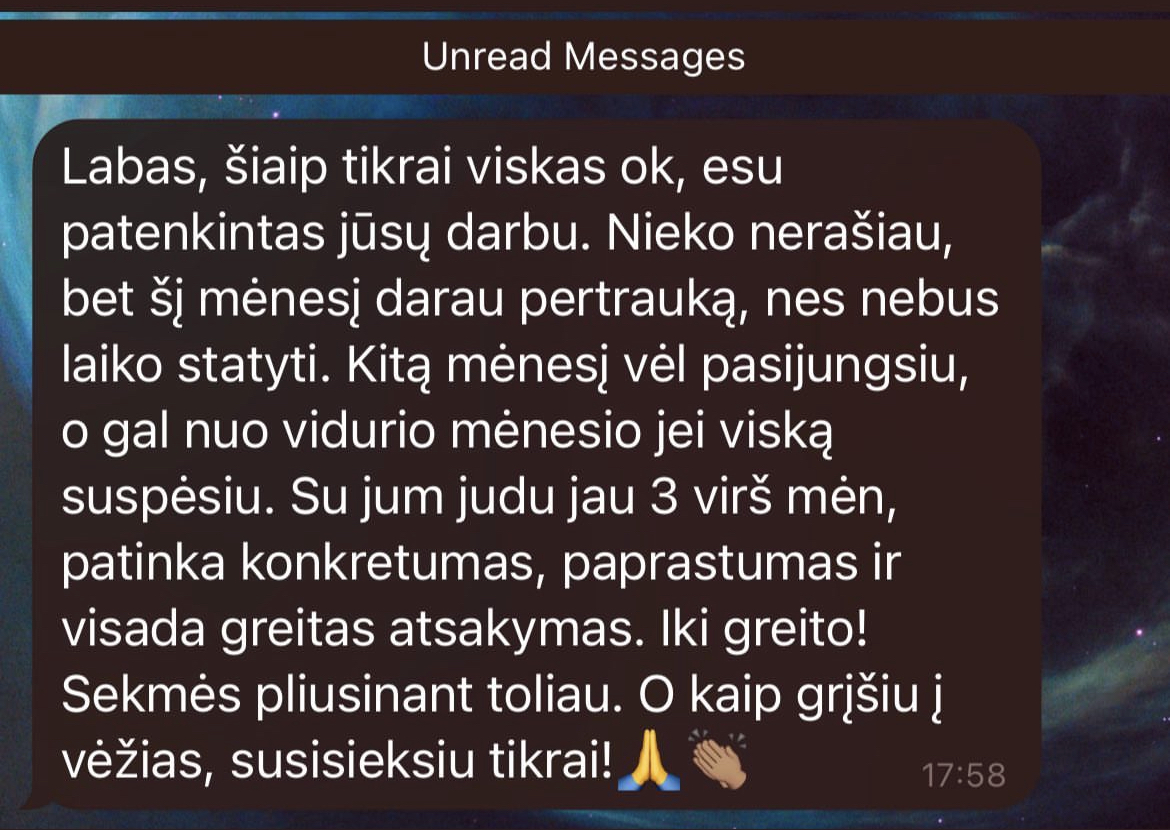 Unread Messages
Labas, šiaip tikrai viskas ok, esu
patenkintas jūsų darbu. Nieko nerašiau,
bet šį mėnesį darau pertrauką, nes nebus
laiko statyti. Kitą mėnesį vėl pasijungsiu,
o gal nuo vidurio mėnesio jei viską
suspėsiu. Su jum judu jau 3 virš mėn,
patinka konkretumas, paprastumas ir
visada greitas atsakymas. Iki greito!
Sekmės pliusinant toliau. O kaip grįšiu į
vėžias, susisieksiu tikrai!🙏👏🏽
17:58